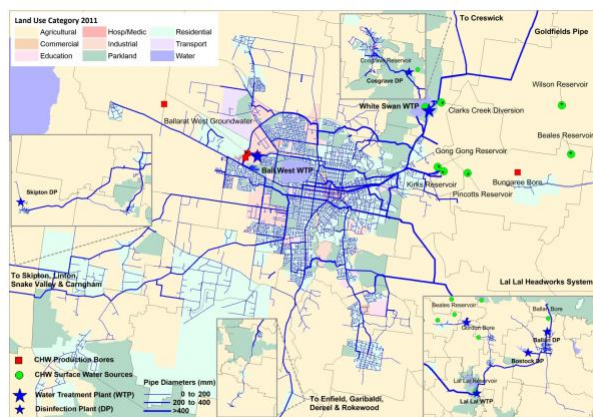 Land Use Category 2011
Agricultural
Hosp/Medic
Residential
Commercial
Industrial
Transport
Education
Parkland
Water
To Creswick
Goldfields Pipe
Cosgrave Reservoir
Cosgrave DP
Wilson Reservoir
White Swan WTP
Clarks Creek Diversion
Ballarat West Groundwater
Beales Reservoir
Gong Gong Reservoir
Ball West WTP
Kirks Reservoir
Bungaree Bore
Pincotts Reservoir
Skipton DP
To Skipton, Linton,
Snake Valley & Carngham
Lal Lal Headworks System
Beales Reservoir
Gordon Bore
Ballan Bore
Ballan DP
Bostock DP
Lal Lal Reservoir
Lal Lal WTP
CHW Production Bores
CHW Surface Water Sources
Water Treatment Plant (WTP)
Disinfection Plant (DP)
Pipe Diameters (mm)
0 to 200
200 to 400
>400
To Enfield, Garibaldi,
Dereel & Rokewood